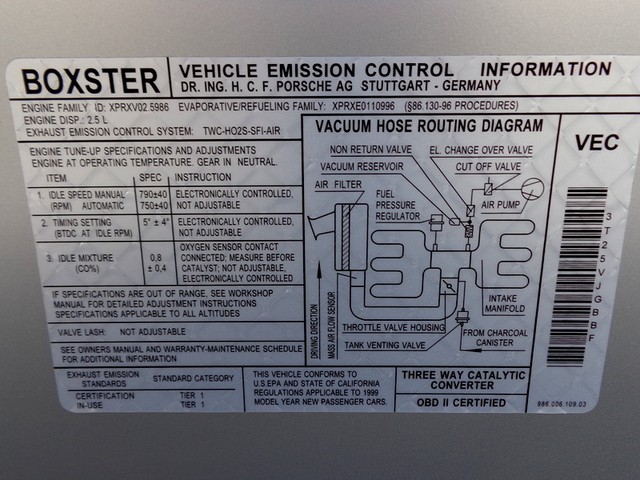 BOXSTER
VEHICLE EMISSION CONTROL INFORMATION
DR. ING. H. C. F. PORSCHE AG STUTTGART - GERMANY
ENGINE FAMILY, ID: XPRXV02.5986 EVAPORATIVE/REFUELING FAMILY: XPRXE0110996 (§86.130-96 PROCEDURES)
ENGINE DISP.: 2.5 L
EXHAUST EMISSION CONTROL SYSTEM: TWC-HO2S-SFI-AIR
ENGINE TUNE-UP SPECIFICATIONS AND ADJUSTMENTS
ENGINE AT OPERATING TEMPERATURE. GEAR IN NEUTRAL.
ITEM SPEC INSTRUCTION
1. IDLE SPEED MANUAL 790±40 ELECTRONICALLY CONTROLLED,
(RPM) AUTOMATIC 750±40 NOT ADJUSTABLE
2. TIMING SETTING 5° ± 4° ELECTRONICALLY CONTROLLED,
(BTDC AT IDLE RPM) NOT ADJUSTABLE
3. IDLE MIXTURE (CO%) 0,8 ± 0,4 OXYGEN SENSOR CONTACT
CONNECTED; MEASURE BEFORE
CATALYST; NOT ADJUSTABLE,
ELECTRONICALLY CONTROLLED
IF SPECIFICATIONS ARE OUT OF RANGE, SEE WORKSHOP
MANUAL FOR DETAILED ADJUSTMENT INSTRUCTIONS
SPECIFICATIONS APPLICABLE TO ALL ALTITUDES
VALVE LASH: NOT ADJUSTABLE
SEE OWNERS MANUAL AND WARRANTY-MAINTENANCE SCHEDULE
FOR ADDITIONAL INFORMATION
VACUUM HOSE ROUTING DIAGRAM
NON RETURN VALVE
EL. CHANGE OVER VALVE
VACUUM RESERVOIR
CUT OFF VALVE
AIR FILTER
FUEL
PRESSURE
REGULATOR
AIR PUMP
INTAKE
MANIFOLD
DRIVING DIRECTION
MASS AIR FLOW SENSOR
THROTTLE VALVE HOUSING
TANK VENTING VALVE
FROM CHARCOAL
CANISTER
VEC
3T25VJGBBF
EXHAUST EMISSION STANDARDS STANDARD CATEGORY
CERTIFICATION TIER 1
IN-USE TIER 1
THIS VEHICLE CONFORMS TO
U.S.EPA AND STATE OF CALIFORNIA
REGULATIONS APPLICABLE TO 1999
MODEL YEAR NEW PASSENGER CARS.
THREE WAY CATALYTIC
CONVERTER
OBD II CERTIFIED
986.006.109.03